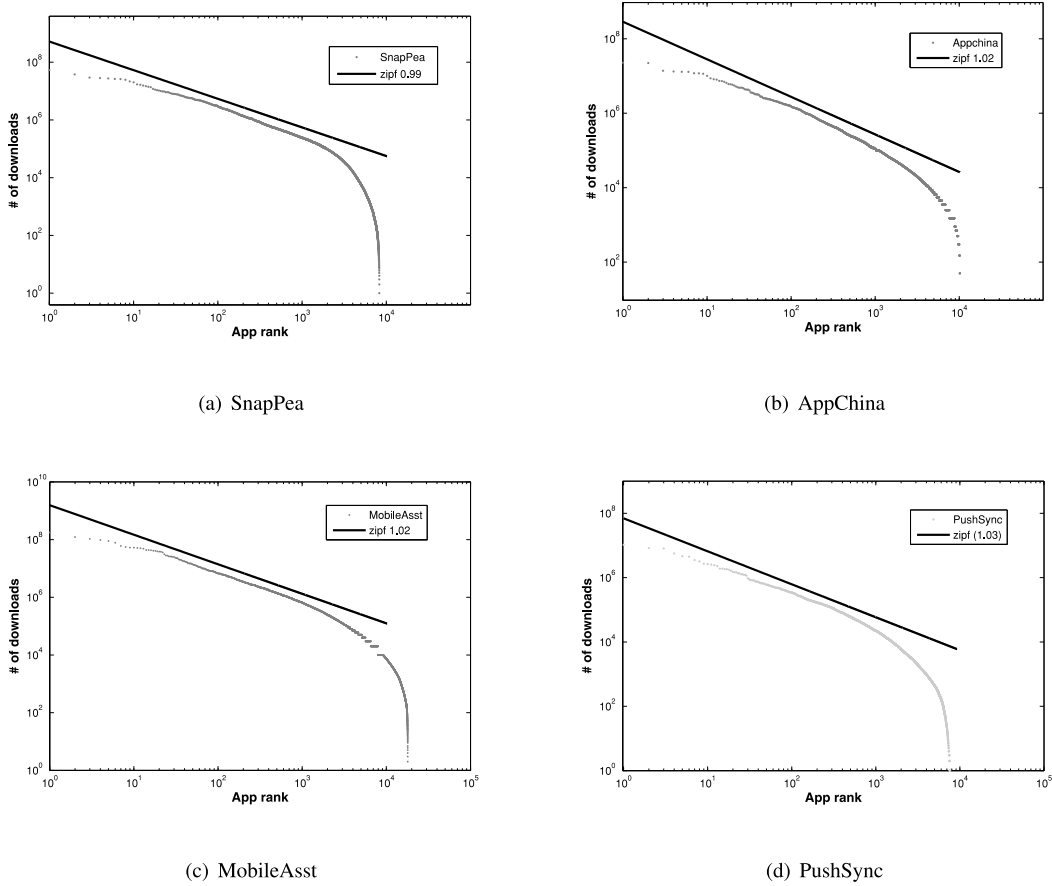 10^8
10^6
10^4
10^2
10^0
# of downloads
SnapPea
zipf 0.99
10^0
10^1
10^2
10^3
10^4
App rank
(a) SnapPea
10^8
10^6
10^4
10^2
# of downloads
Appchina
zipf 1.02
10^0
10^1
10^2
10^3
10^4
App rank
(b) AppChina
10^10
10^8
10^6
10^4
10^2
10^0
# of downloads
MobileAsst
zipf 1.02
10^0
10^1
10^2
10^3
10^4
10^5
App rank
(c) MobileAsst
10^8
10^6
10^4
10^2
10^0
# of downloads
PushSync
zipf (1.03)
10^0
10^1
10^2
10^3
10^4
10^5
App rank
(d) PushSync